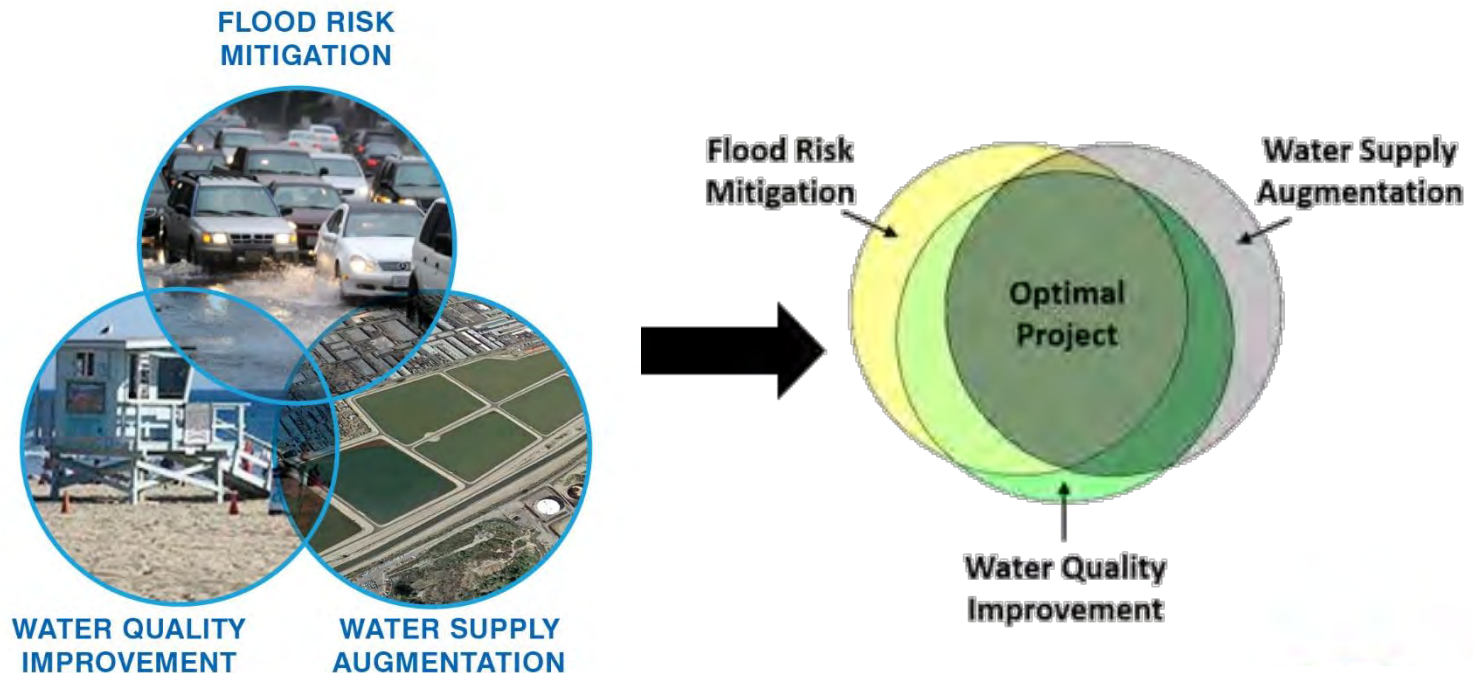 FLOOD RISK
MITIGATION
WATER QUALITY
IMPROVEMENT
WATER SUPPLY
AUGMENTATION
Flood Risk
Mitigation
Water Supply
Augmentation
Optimal
Project
Water Quality
Improvement